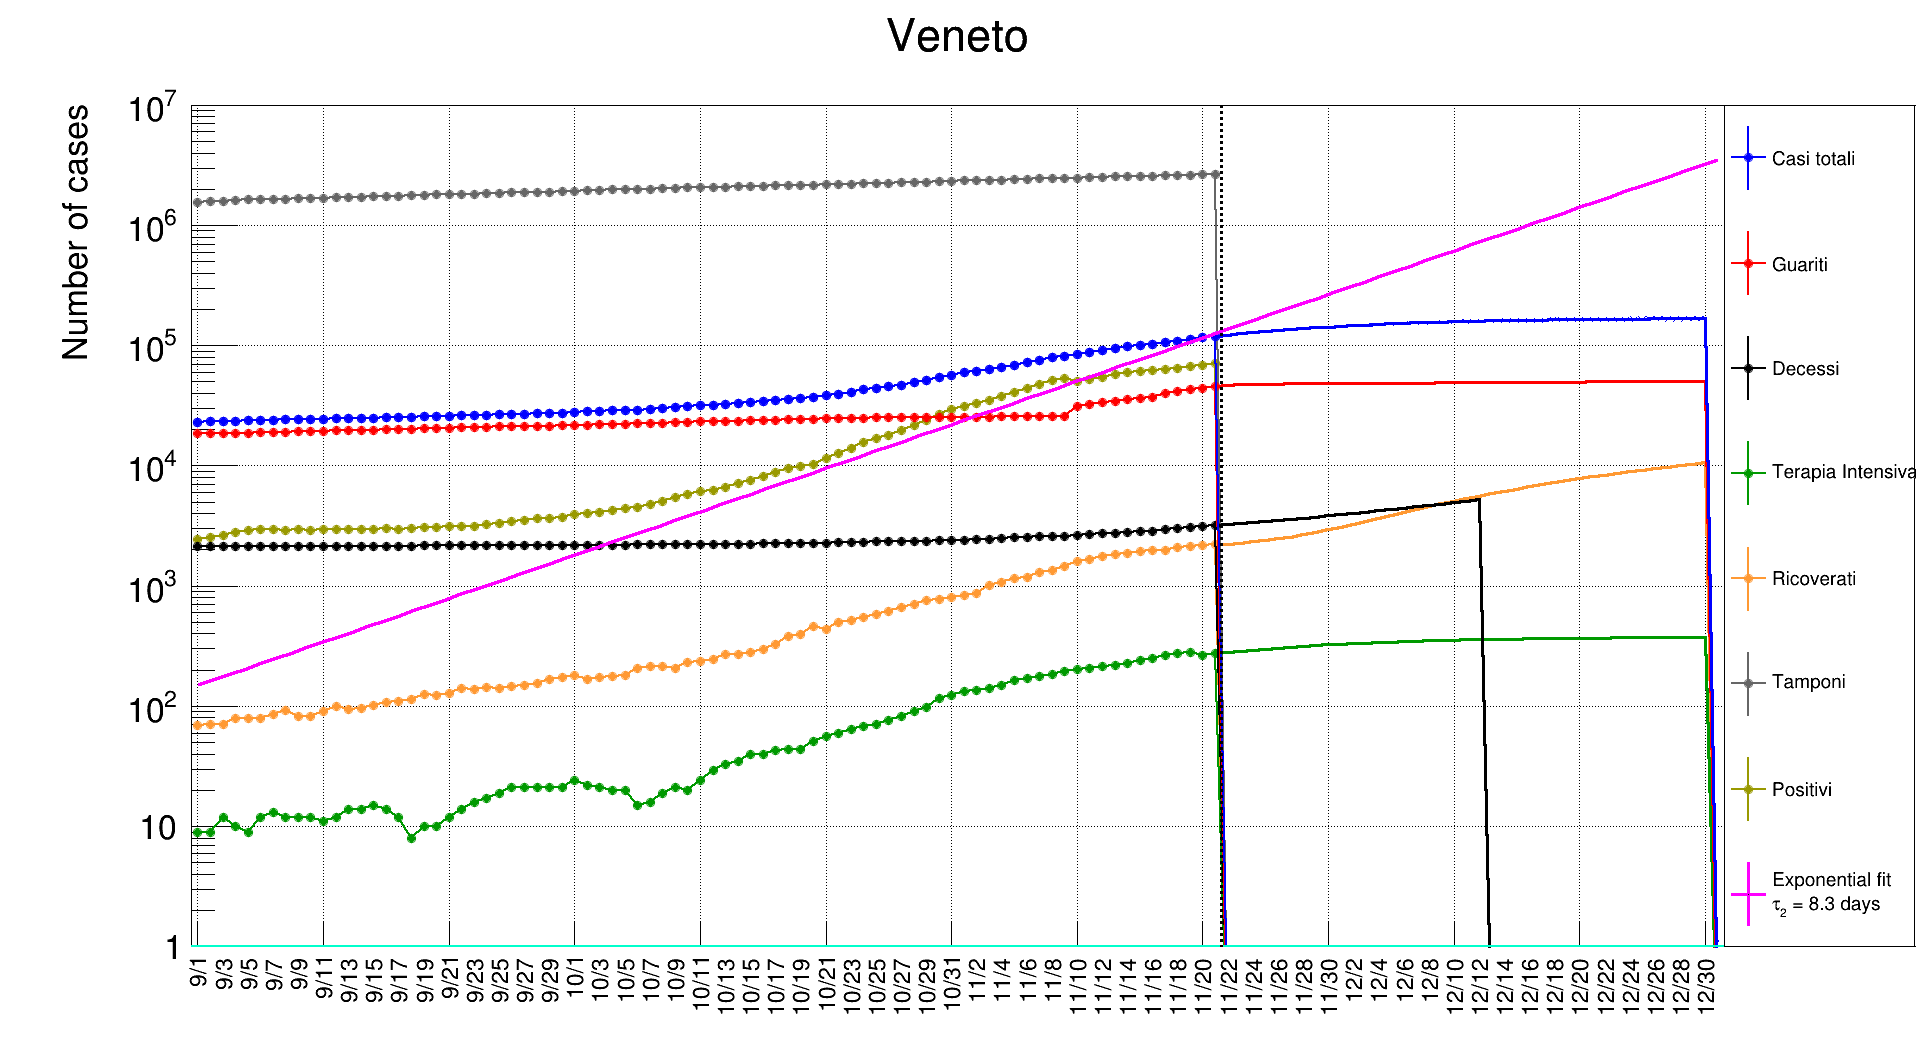 Veneto
Number of cases
10^7
10^6
10^5
10^4
10^3
10^2
10
1
9/1 9/3 9/5 9/7 9/9 9/11 9/13 9/15 9/17 9/19 9/21 9/23 9/25 9/27 9/29 10/1 10/3 10/5 10/7 10/9 10/11 10/13 10/15 10/17 10/19 10/21 10/23 10/25 10/27 10/29 10/31 11/2 11/4 11/6 11/8 11/10 11/12 11/14 11/16 11/18 11/20 11/22 11/24 11/26 11/28 11/30 12/2 12/4 12/6 12/8 12/10 12/12 12/14 12/16 12/18 12/20 12/22 12/24 12/26 12/28 12/30
Casi totali
Guariti
Decessi
Terapia Intensiva
Ricoverati
Tamponi
Positivi
Exponential fit
τ₂ = 8.3 days